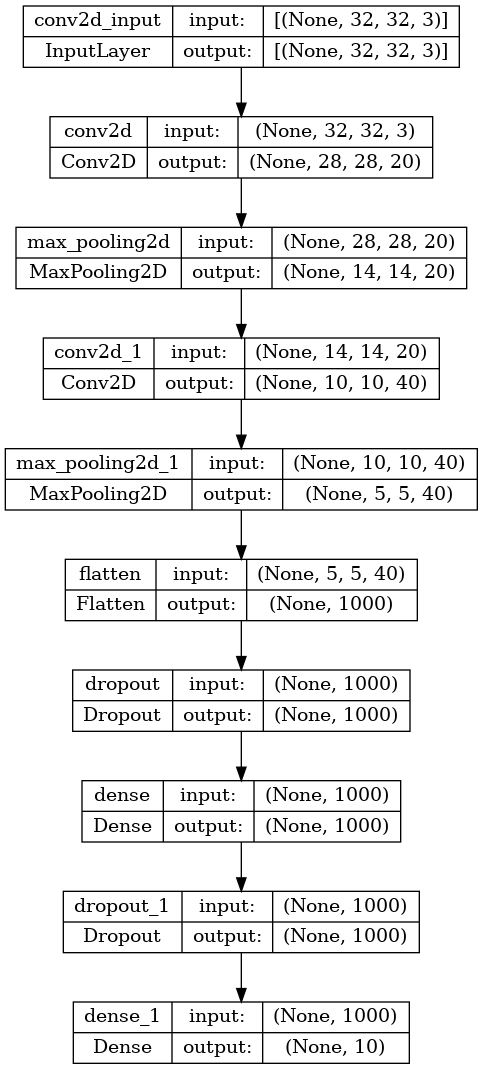 conv2d_input input: [(None, 32, 32, 3)]
InputLayer output: [(None, 32, 32, 3)]
conv2d input: (None, 32, 32, 3)
Conv2D output: (None, 28, 28, 20)
max_pooling2d input: (None, 28, 28, 20)
MaxPooling2D output: (None, 14, 14, 20)
conv2d_1 input: (None, 14, 14, 20)
Conv2D output: (None, 10, 10, 40)
max_pooling2d_1 input: (None, 10, 10, 40)
MaxPooling2D output: (None, 5, 5, 40)
flatten input: (None, 5, 5, 40)
Flatten output: (None, 1000)
dropout input: (None, 1000)
Dropout output: (None, 1000)
dense input: (None, 1000)
Dense output: (None, 1000)
dropout_1 input: (None, 1000)
Dropout output: (None, 1000)
dense_1 input: (None, 1000)
Dense output: (None, 10)